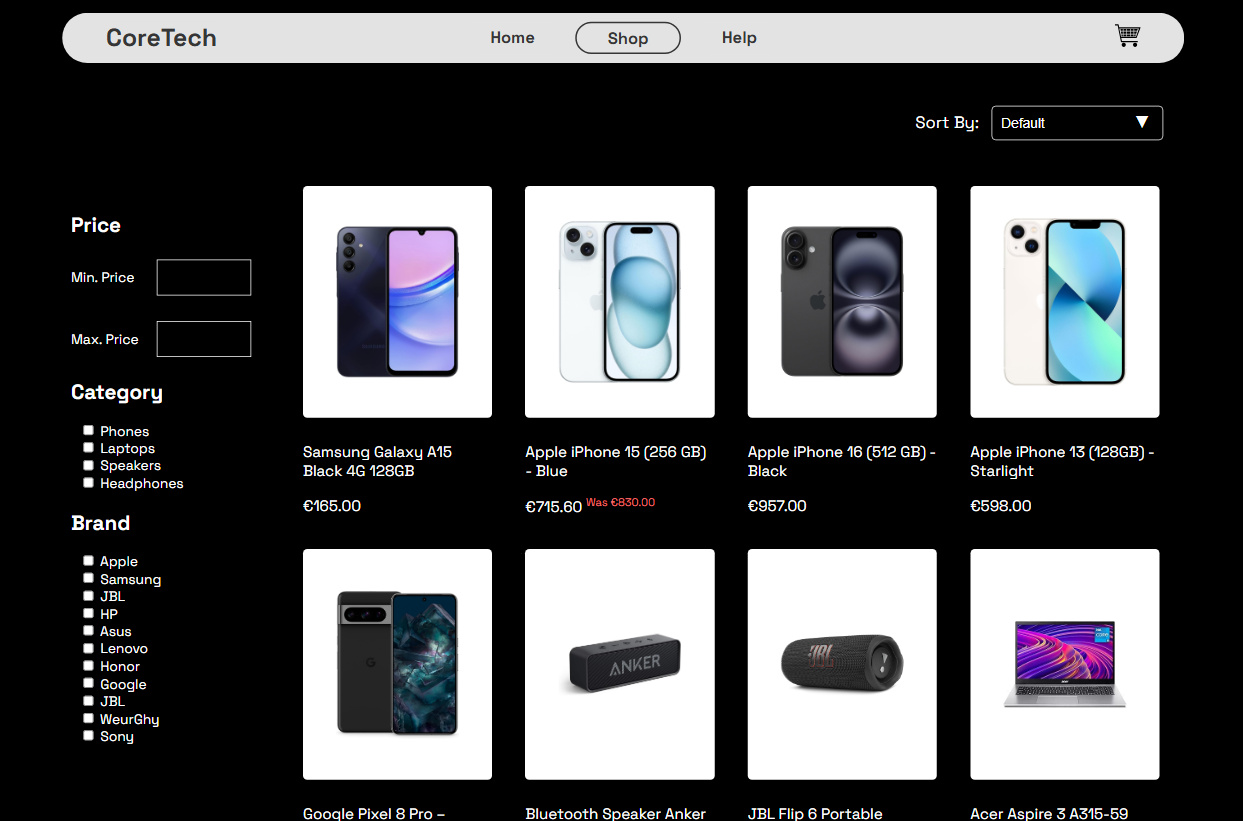 CoreTech
Home
Shop
Help
Sort By:
Default
Price
Min. Price
Max. Price
Category
Phones
Laptops
Speakers
Headphones
Brand
Apple
Samsung
JBL
HP
Asus
Lenovo
Honor
Google
JBL
WeurGhy
Sony
Samsung Galaxy A15
Black 4G 128GB
€165.00
Apple iPhone 15 (256 GB)
- Blue
€715.60 Was €830.00
Apple iPhone 16 (512 GB) -
Black
€957.00
Apple iPhone 13 (128GB) -
Starlight
€598.00
ANKER
JBL
Google Pixel 8 Pro –
Bluetooth Speaker Anker
JBL Flip 6 Portable
Acer Aspire 3 A315-59